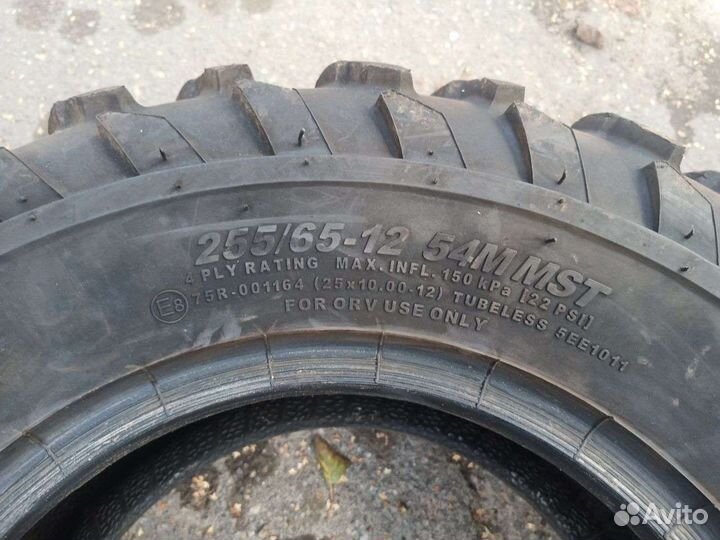 255/65-12 54M MST
4 PLY RATING MAX. INFL. 150 kPa [22 PSI]
E8 75R-001164 (25x10.00-12) TUBELESS 5EE1011
FOR ORV USE ONLY
Avito